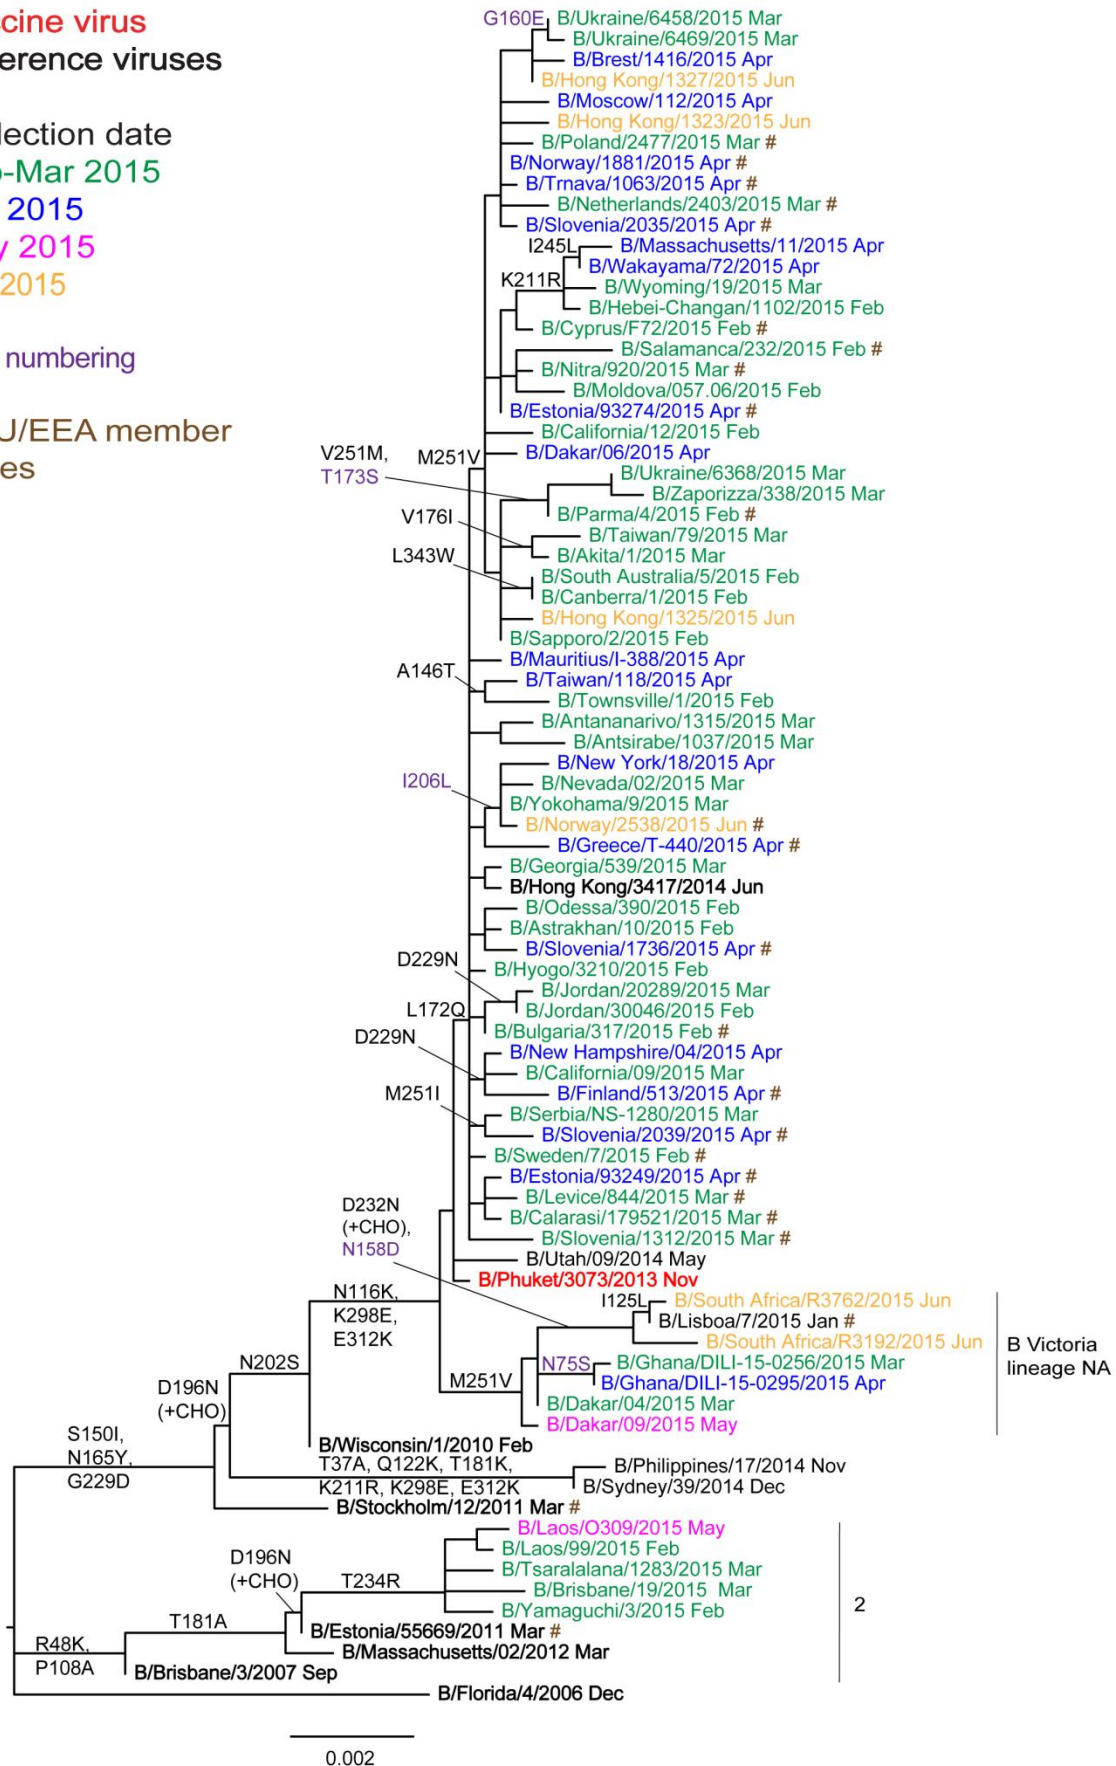 cine virus
erence viruses
lection date
-Mar 2015
2015
y 2015
2015
numbering
U/EEA member
es
G160E
B/Ukraine/6458/2015 Mar
B/Ukraine/6469/2015 Mar
B/Brest/1416/2015 Apr
B/Hong Kong/1327/2015 Jun
B/Moscow/112/2015 Apr
B/Hong Kong/1323/2015 Jun
B/Poland/2477/2015 Mar #
B/Norway/1881/2015 Apr #
B/Trnava/1063/2015 Apr #
B/Netherlands/2403/2015 Mar #
B/Slovenia/2035/2015 Apr #
I245L
B/Massachusetts/11/2015 Apr
B/Wakayama/72/2015 Apr
K211R
B/Wyoming/19/2015 Mar
B/Hebei-Changan/1102/2015 Feb
B/Cyprus/F72/2015 Feb #
B/Salamanca/232/2015 Feb #
B/Nitra/920/2015 Mar #
B/Moldova/057.06/2015 Feb
B/Estonia/93274/2015 Apr #
B/California/12/2015 Feb
V251M,
T173S
M251V
B/Dakar/06/2015 Apr
B/Ukraine/6368/2015 Mar
B/Zaporizza/338/2015 Mar
B/Parma/4/2015 Feb #
V176I
B/Taiwan/79/2015 Mar
B/Akita/1/2015 Mar
L343W
B/South Australia/5/2015 Feb
B/Canberra/1/2015 Feb
B/Hong Kong/1325/2015 Jun
B/Sapporo/2/2015 Feb
B/Mauritius/I-388/2015 Apr
A146T
B/Taiwan/118/2015 Apr
B/Townsville/1/2015 Feb
B/Antananarivo/1315/2015 Mar
B/Antsirabe/1037/2015 Mar
B/New York/18/2015 Apr
I206L
B/Nevada/02/2015 Mar
B/Yokohama/9/2015 Mar
B/Norway/2538/2015 Jun #
B/Greece/T-440/2015 Apr #
B/Georgia/539/2015 Mar
B/Hong Kong/3417/2014 Jun
B/Odessa/390/2015 Feb
B/Astrakhan/10/2015 Feb
B/Slovenia/1736/2015 Apr #
D229N
B/Hyogo/3210/2015 Feb
B/Jordan/20289/2015 Mar
L172Q
B/Jordan/30046/2015 Feb
B/Bulgaria/317/2015 Feb #
D229N
B/New Hampshire/04/2015 Apr
B/California/09/2015 Mar
M251I
B/Finland/513/2015 Apr #
B/Serbia/NS-1280/2015 Mar
B/Slovenia/2039/2015 Apr #
B/Sweden/7/2015 Feb #
B/Estonia/93249/2015 Apr #
B/Levice/844/2015 Mar #
B/Calarasi/179521/2015 Mar #
B/Slovenia/1312/2015 Mar #
D232N
(+CHO),
N158D
B/Utah/09/2014 May
B/Phuket/3073/2013 Nov
N116K,
K298E,
E312K
I125L
B/South Africa/R3762/2015 Jun
B/Lisboa/7/2015 Jan #
B/South Africa/R3192/2015 Jun
B Victoria
lineage NA
N75S
B/Ghana/DILI-15-0256/2015 Mar
B/Ghana/DILI-15-0295/2015 Apr
M251V
B/Dakar/04/2015 Mar
B/Dakar/09/2015 May
N202S
D196N
(+CHO)
S150I,
N165Y,
G229D
B/Wisconsin/1/2010 Feb
T37A, Q122K, T181K,
K211R, K298E, E312K
B/Philippines/17/2014 Nov
B/Sydney/39/2014 Dec
B/Stockholm/12/2011 Mar #
B/Laos/O309/2015 May
B/Laos/99/2015 Feb
D196N
(+CHO)
T234R
B/Tsaralalana/1283/2015 Mar
B/Brisbane/19/2015 Mar
B/Yamaguchi/3/2015 Feb
2
T181A
B/Estonia/55669/2011 Mar #
R48K,
P108A
B/Massachusetts/02/2012 Mar
B/Brisbane/3/2007 Sep
B/Florida/4/2006 Dec
0.002